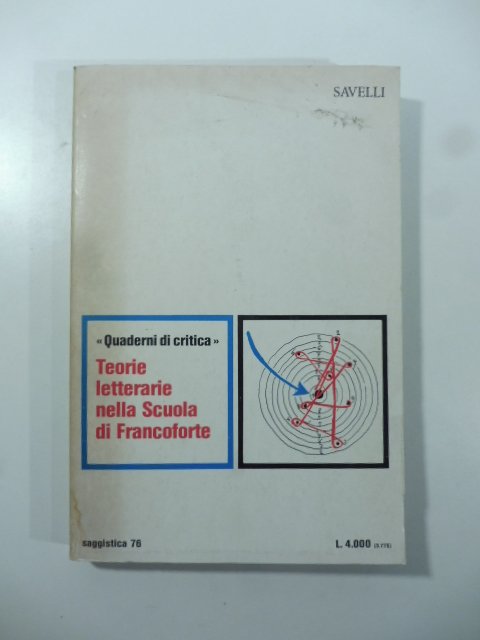 SAVELLI
« Quaderni di critica »
Teorie
letterarie
nella Scuola
di Francoforte
saggistica 76
L. 4.000